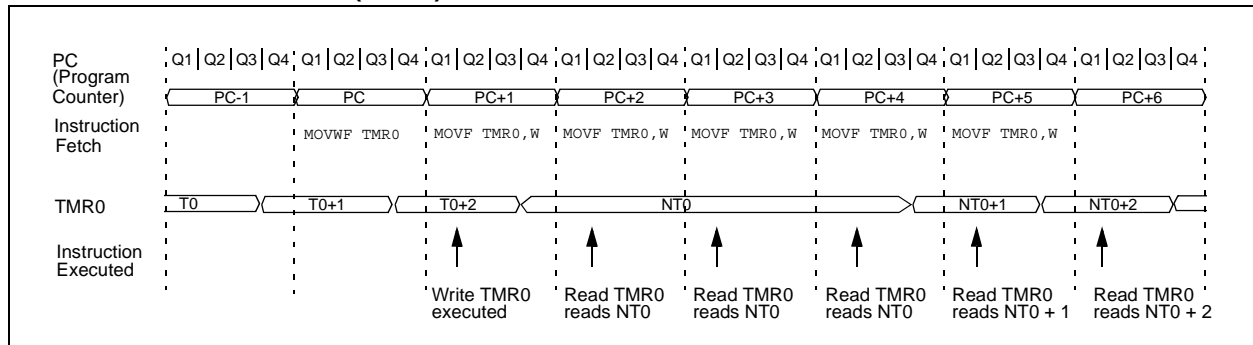 PC Q1 Q2 Q3 Q4 Q1 Q2 Q3 Q4 Q1 Q2 Q3 Q4 Q1 Q2 Q3 Q4 Q1 Q2 Q3 Q4 Q1 Q2 Q3 Q4 Q1 Q2 Q3 Q4 Q1 Q2 Q3 Q4
(Program
Counter) PC-1 PC PC+1 PC+2 PC+3 PC+4 PC+5 PC+6
Instruction MOVWF TMR0 MOVF TMR0,W MOVF TMR0,W MOVF TMR0,W MOVF TMR0,W MOVF TMR0,W
Fetch
TMR0 T0 T0+1 T0+2 NT0 NT0+1 NT0+2
Instruction
Executed
Write TMR0 Read TMR0 Read TMR0 Read TMR0 Read TMR0 Read TMR0
executed reads NT0 reads NT0 reads NT0 reads NT0 + 1 reads NT0 + 2